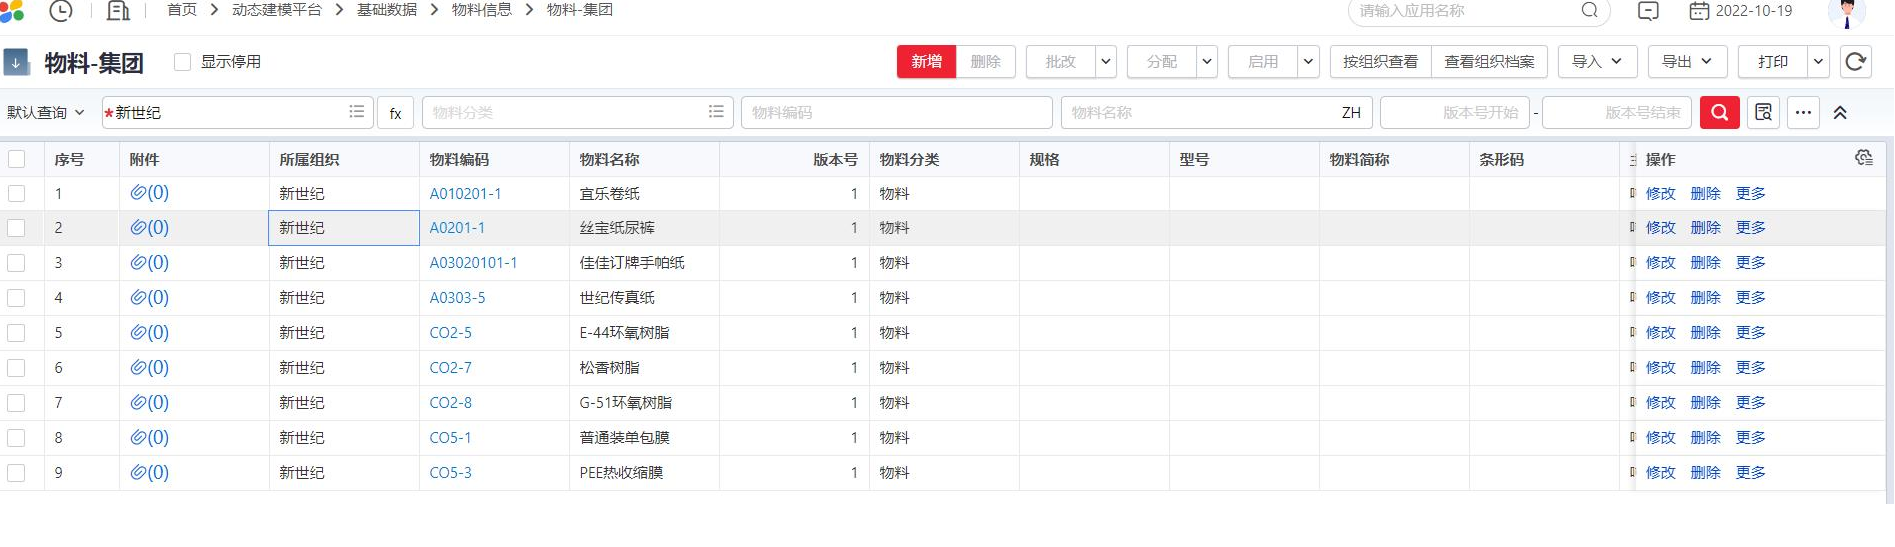 首页 > 动态建模平台 > 基础数据 > 物料信息 > 物料-集团 请输入应用名称 2022-10-19
物料-集团 显示停用 新增 删除 批改 分配 启用 按组织查看 查看组织档案 导入 导出 打印
默认查询 *新世纪 fx 物料分类 物料编码 物料名称 ZH 版本号开始 - 版本号结束 ...
序号 附件 所属组织 物料编码 物料名称 版本号 物料分类 规格 型号 物料简称 条形码 操作
1 (0) 新世纪 A010201-1 宜乐卷纸 1 物料 修改 删除 更多
2 (0) 新世纪 A0201-1 丝宝纸尿裤 1 物料 修改 删除 更多
3 (0) 新世纪 A03020101-1 佳佳订牌手帕纸 1 物料 修改 删除 更多
4 (0) 新世纪 A0303-5 世纪传真纸 1 物料 修改 删除 更多
5 (0) 新世纪 CO2-5 E-44环氧树脂 1 物料 修改 删除 更多
6 (0) 新世纪 CO2-7 松香树脂 1 物料 修改 删除 更多
7 (0) 新世纪 CO2-8 G-51环氧树脂 1 物料 修改 删除 更多
8 (0) 新世纪 CO5-1 普通装单包膜 1 物料 修改 删除 更多
9 (0) 新世纪 CO5-3 PEE热收缩膜 1 物料 修改 删除 更多